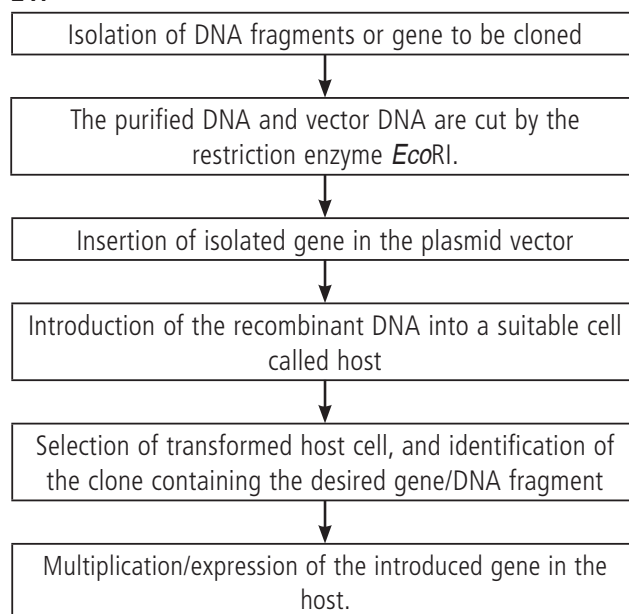 Isolation of DNA fragments or gene to be cloned
The purified DNA and vector DNA are cut by the
restriction enzyme EcoRI.
Insertion of isolated gene in the plasmid vector
Introduction of the recombinant DNA into a suitable cell
called host
Selection of transformed host cell, and identification of
the clone containing the desired gene/DNA fragment
Multiplication/expression of the introduced gene in the
host.